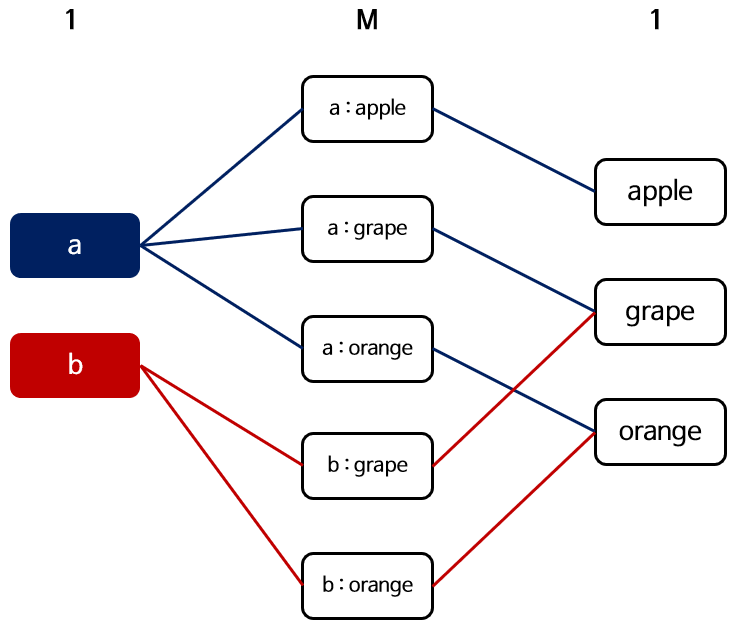 1 M 1
a : apple
apple
a
a : grape
grape
b
a : orange
orange
b : grape
b : orange